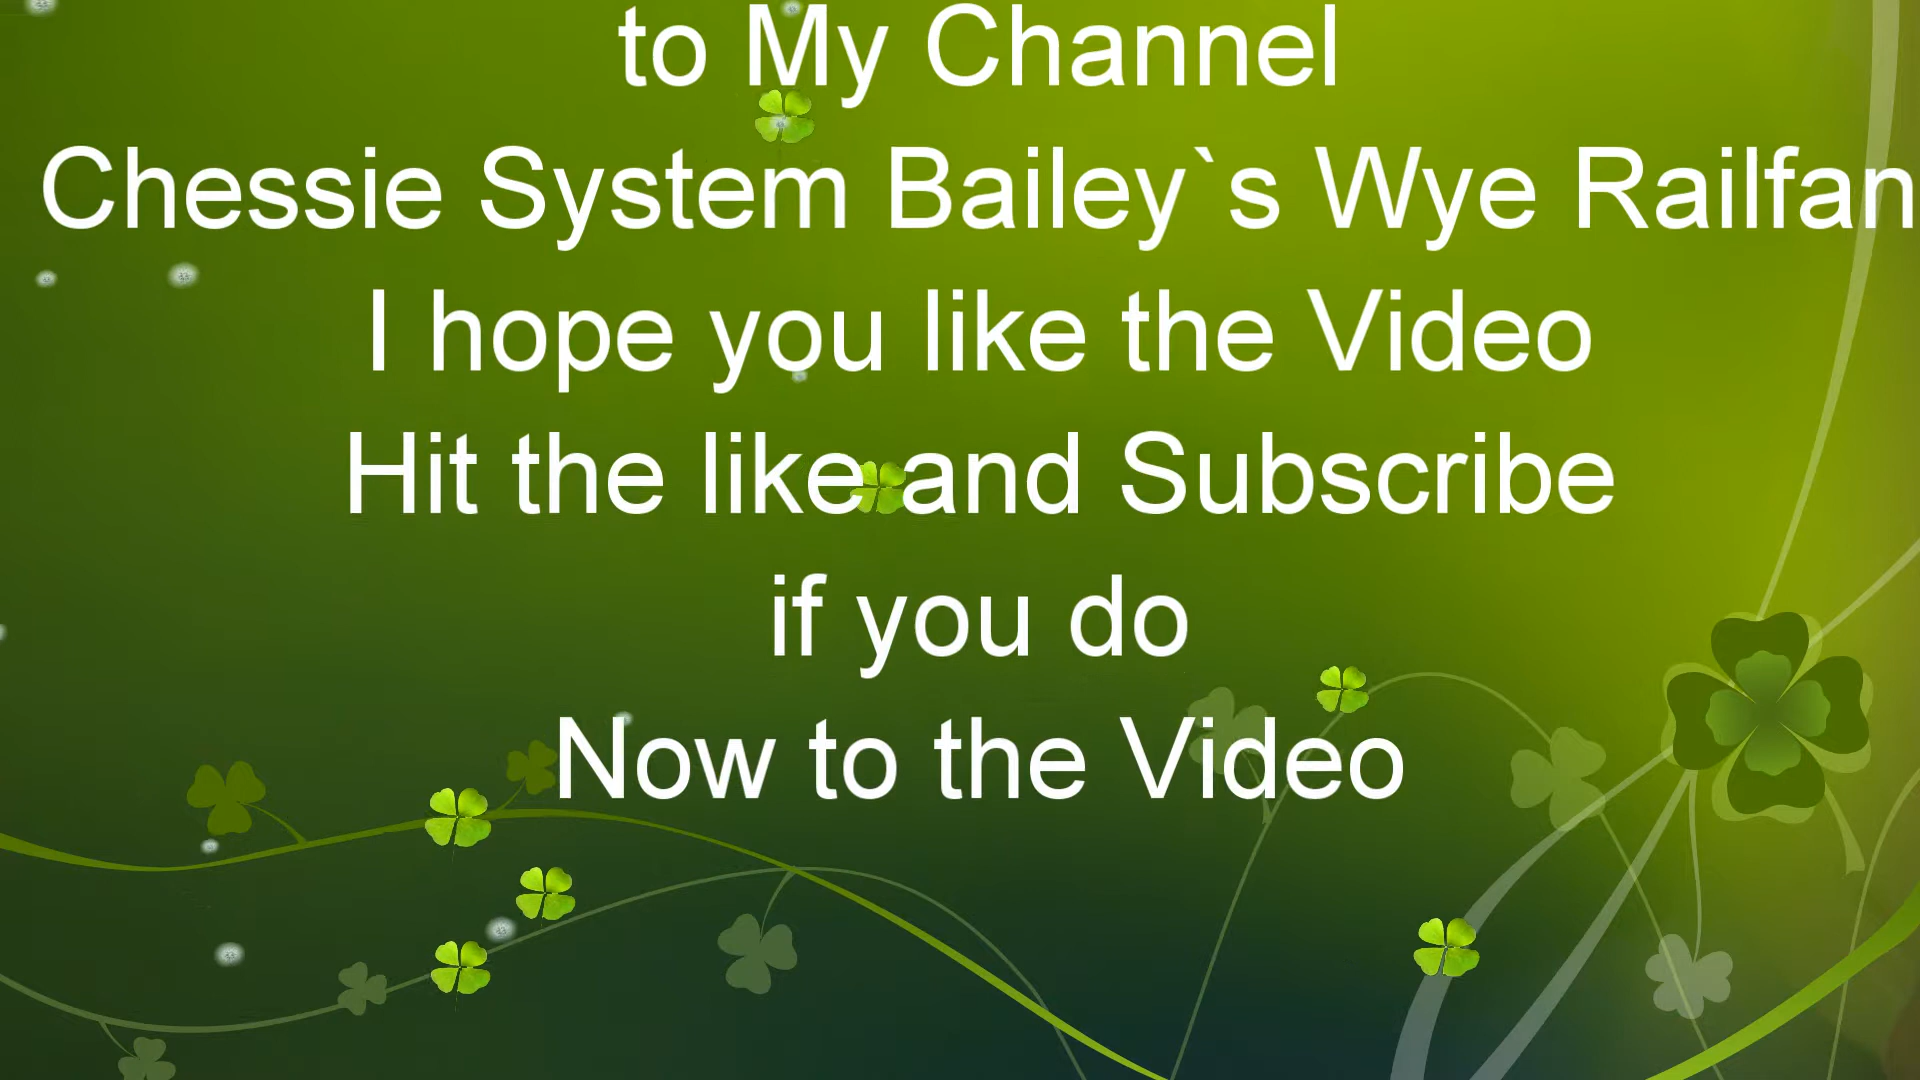 to My Channel
Chessie System Bailey`s Wye Railfan
I hope you like the Video
Hit the like and Subscribe
if you do
Now to the Video